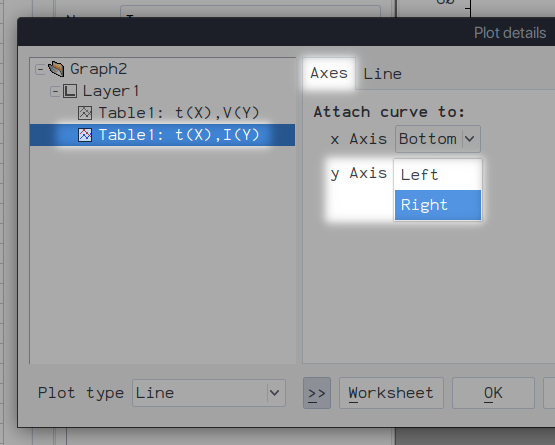 Plot details
Graph2
Layer1
Table1: t(X),V(Y)
Table1: t(X),I(Y)
Axes
Line
Attach curve to:
x Axis Bottom
y Axis
Left
Right
Plot type Line
>> Worksheet OK